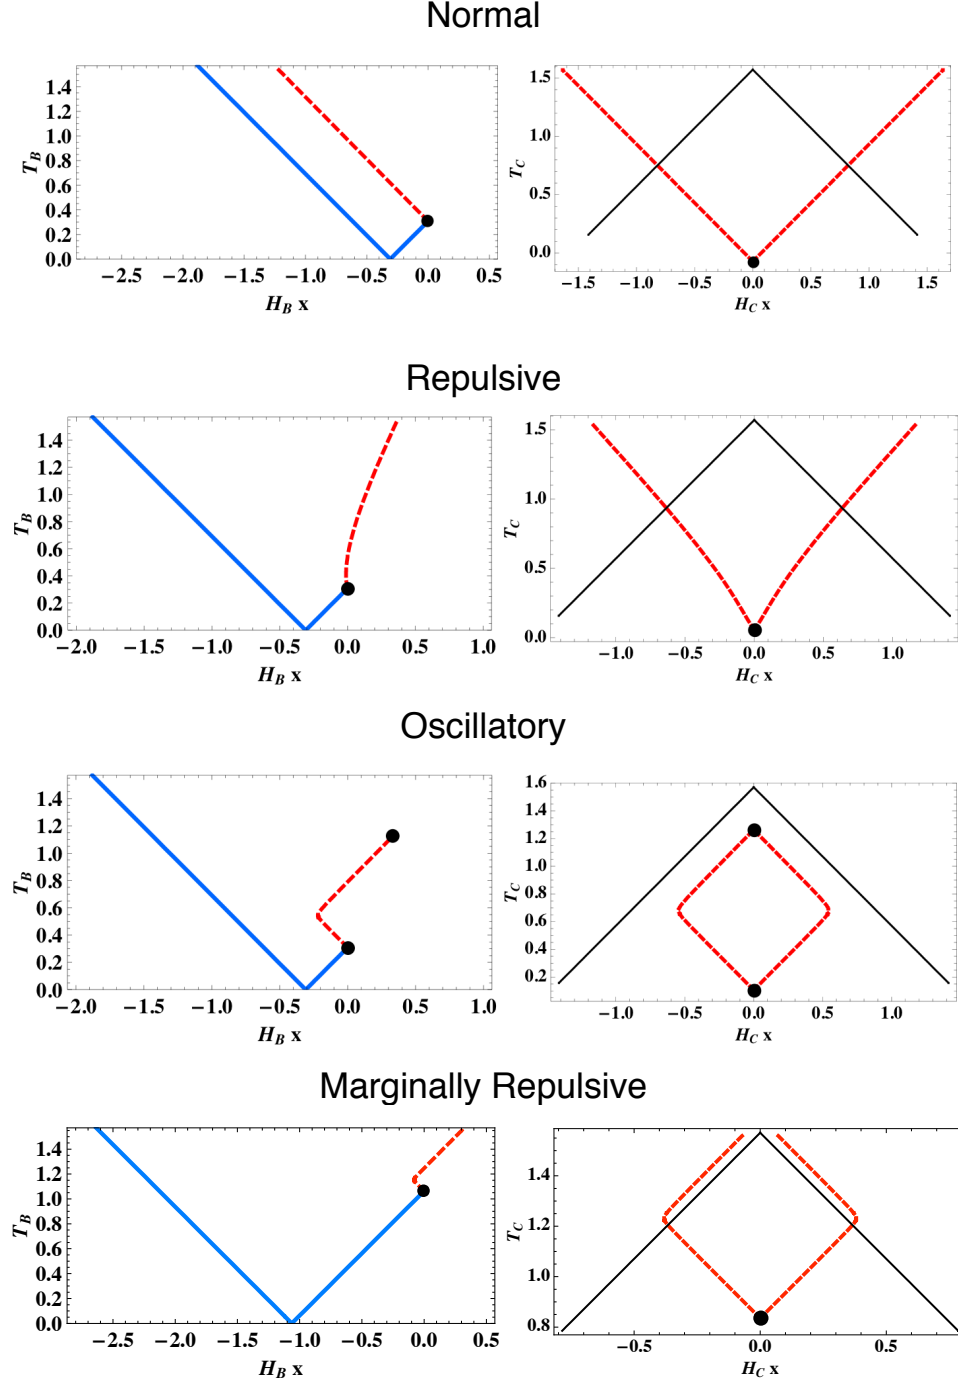 Normal
T_B
1.4
1.2
1.0
0.8
0.6
0.4
0.2
0.0
−2.5 −2.0 −1.5 −1.0 −0.5 0.0 0.5
H_B x
T_C
1.5
1.0
0.5
0.0
−1.5 −1.0 −0.5 0.0 0.5 1.0 1.5
H_C x
Repulsive
T_B
1.4
1.2
1.0
0.8
0.6
0.4
0.2
0.0
−2.0 −1.5 −1.0 −0.5 0.0 0.5 1.0
H_B x
T_C
1.5
1.0
0.5
0.0
−1.0 −0.5 0.0 0.5 1.0
H_C x
Oscillatory
T_B
1.4
1.2
1.0
0.8
0.6
0.4
0.2
0.0
−2.0 −1.5 −1.0 −0.5 0.0 0.5 1.0
H_B x
T_C
1.6
1.4
1.2
1.0
0.8
0.6
0.4
0.2
−1.0 −0.5 0.0 0.5 1.0
H_C x
Marginally Repulsive
T_B
1.4
1.2
1.0
0.8
0.6
0.4
0.2
0.0
−2.5 −2.0 −1.5 −1.0 −0.5 0.0 0.5
H_B x
T_C
1.4
1.2
1.0
0.8
−0.5 0.0 0.5
H_C x